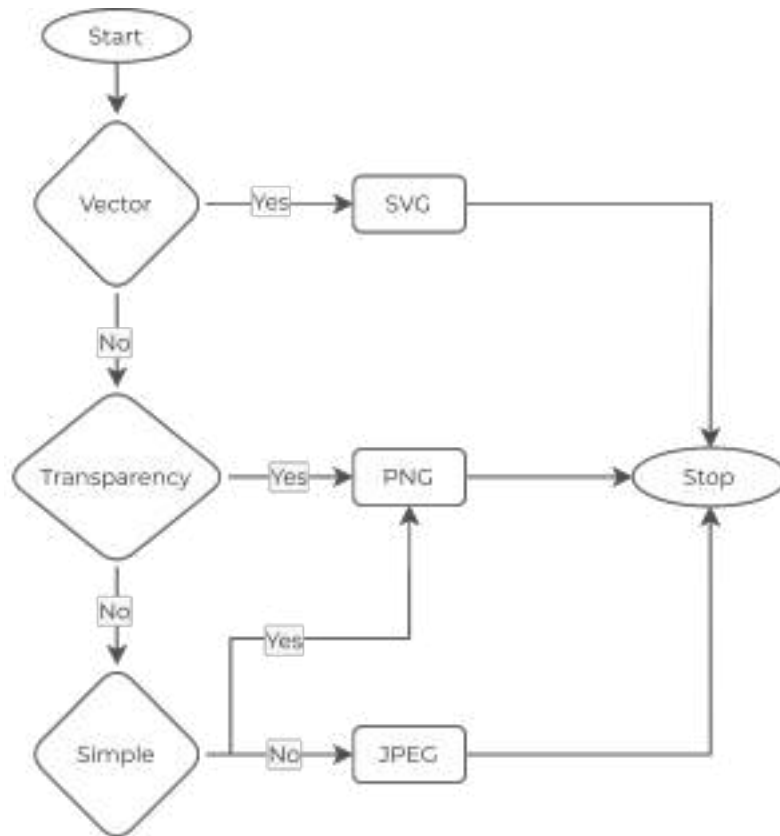 Start
Vector
Yes
SVG
No
Transparency
Yes
PNG
Stop
No
Yes
Simple
No
JPEG